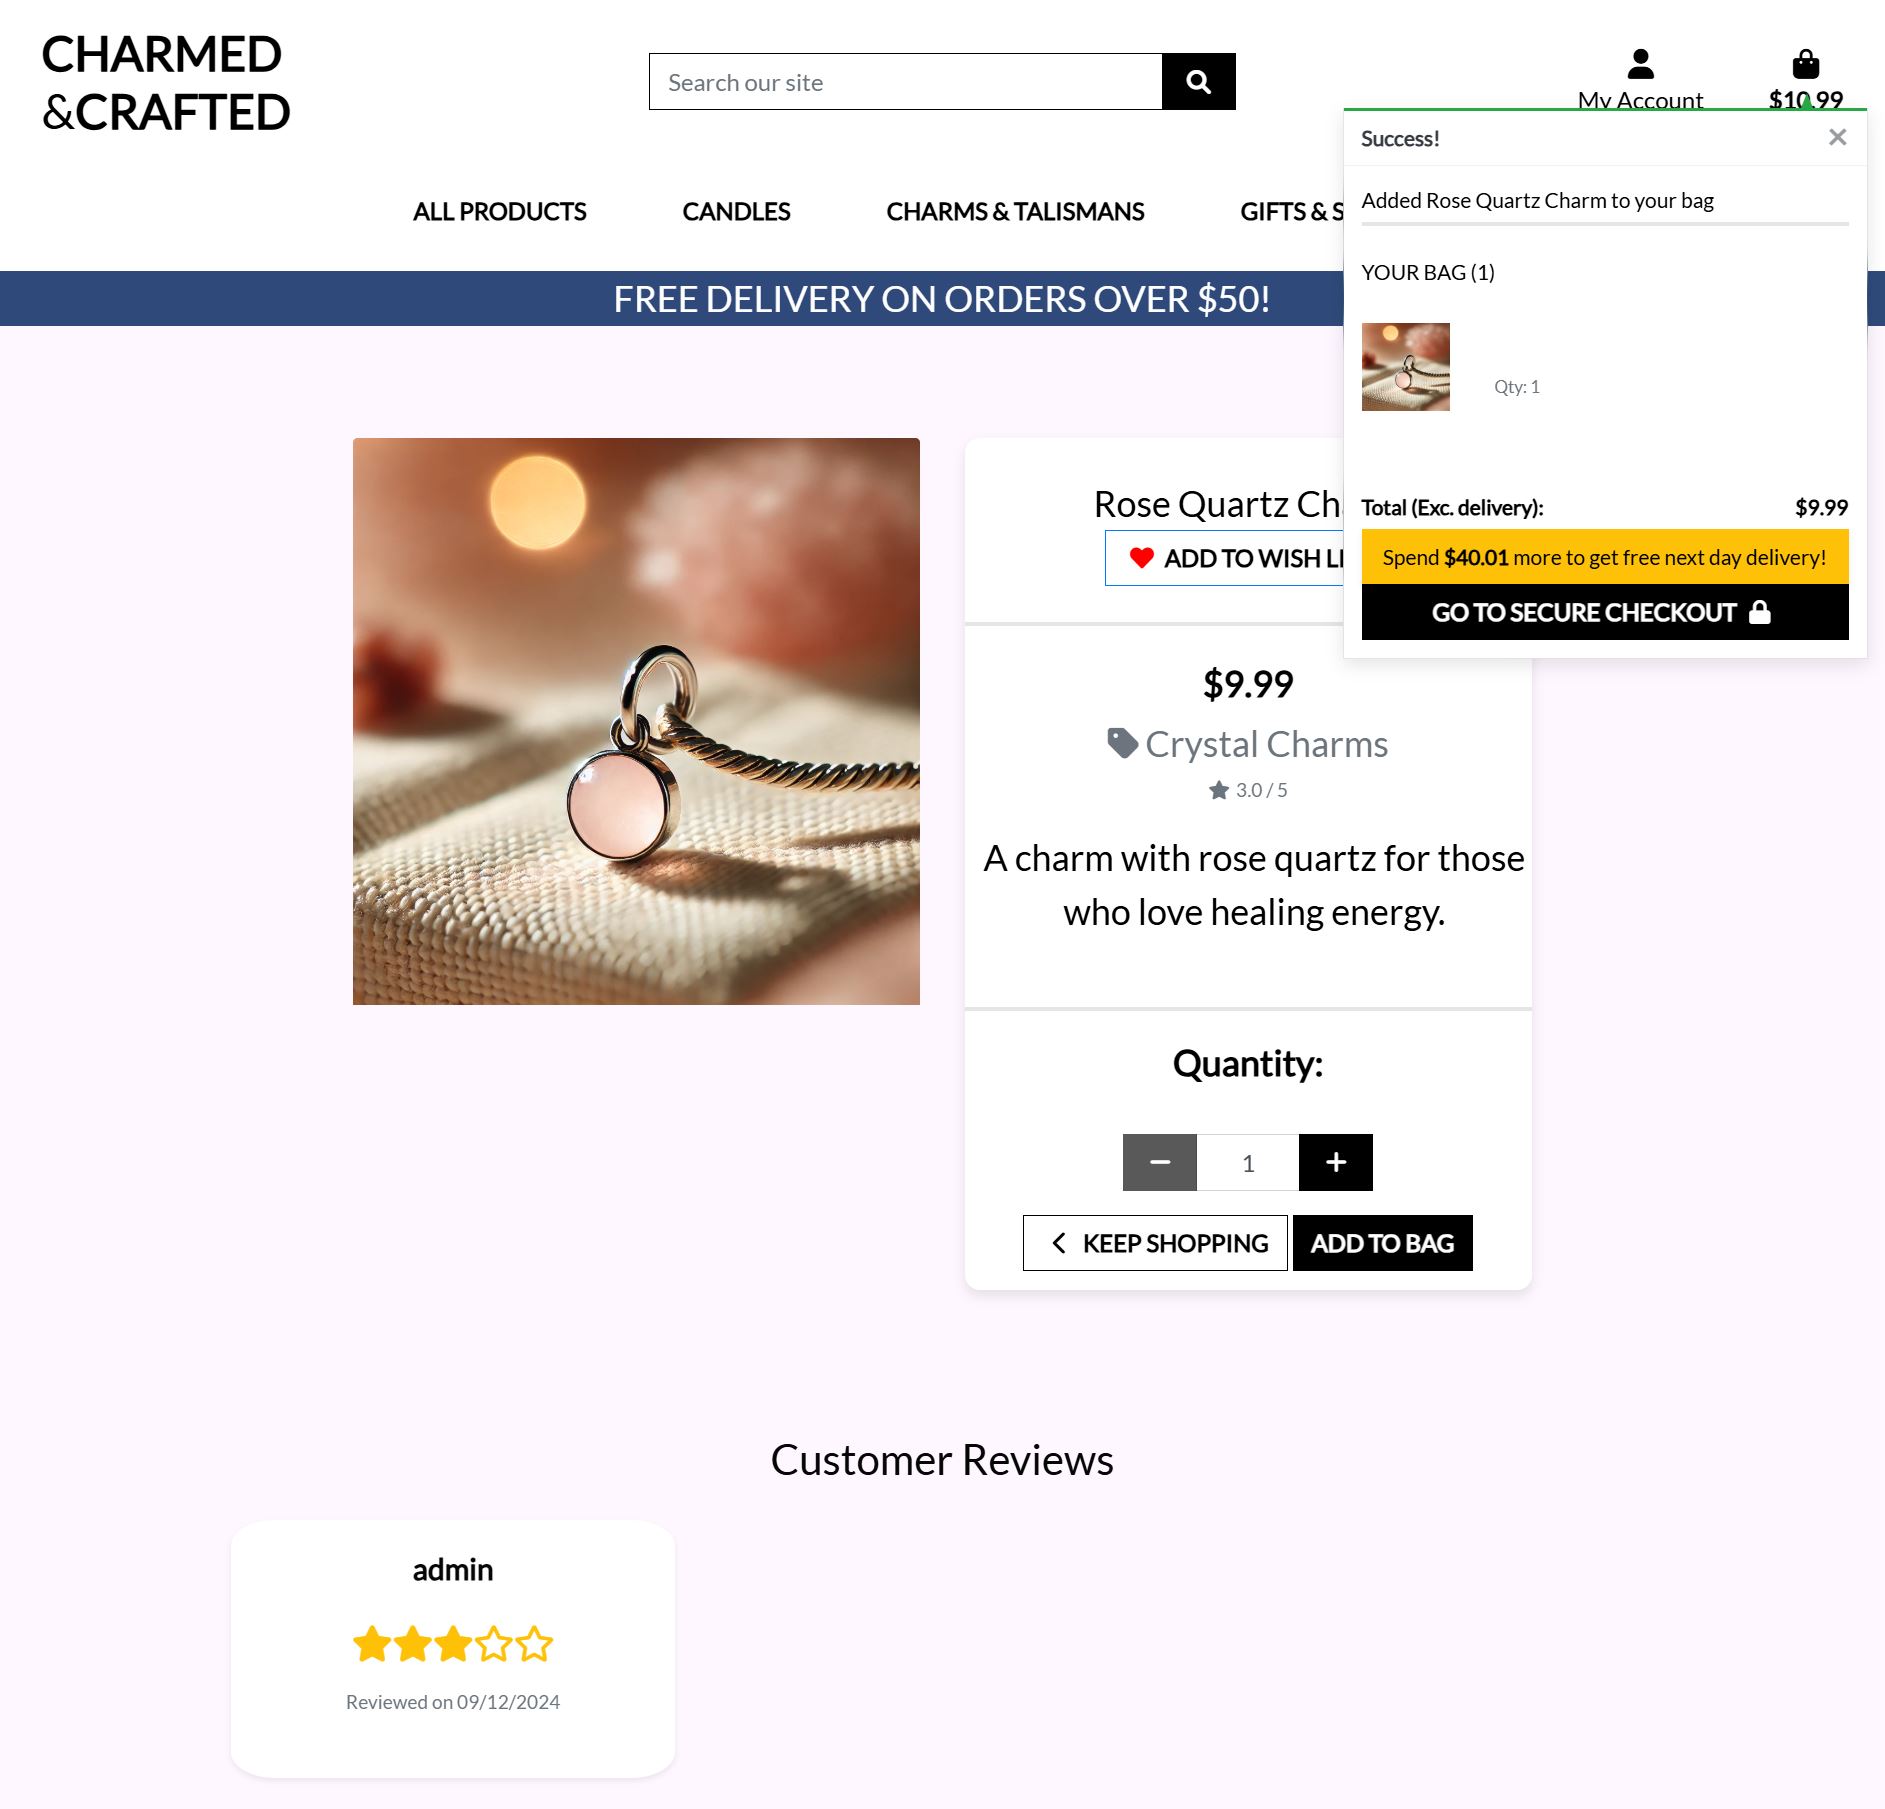 CHARMED
&CRAFTED
Search our site
My Account
$10.99
ALL PRODUCTS
CANDLES
CHARMS & TALISMANS
GIFTS & S
FREE DELIVERY ON ORDERS OVER $50!
Success!
Added Rose Quartz Charm to your bag
YOUR BAG (1)
Qty: 1
Total (Exc. delivery): $9.99
Spend $40.01 more to get free next day delivery!
GO TO SECURE CHECKOUT
Rose Quartz Ch
ADD TO WISH LI
$9.99
Crystal Charms
3.0 / 5
A charm with rose quartz for those
who love healing energy.
Quantity:
1
KEEP SHOPPING
ADD TO BAG
Customer Reviews
admin
Reviewed on 09/12/2024